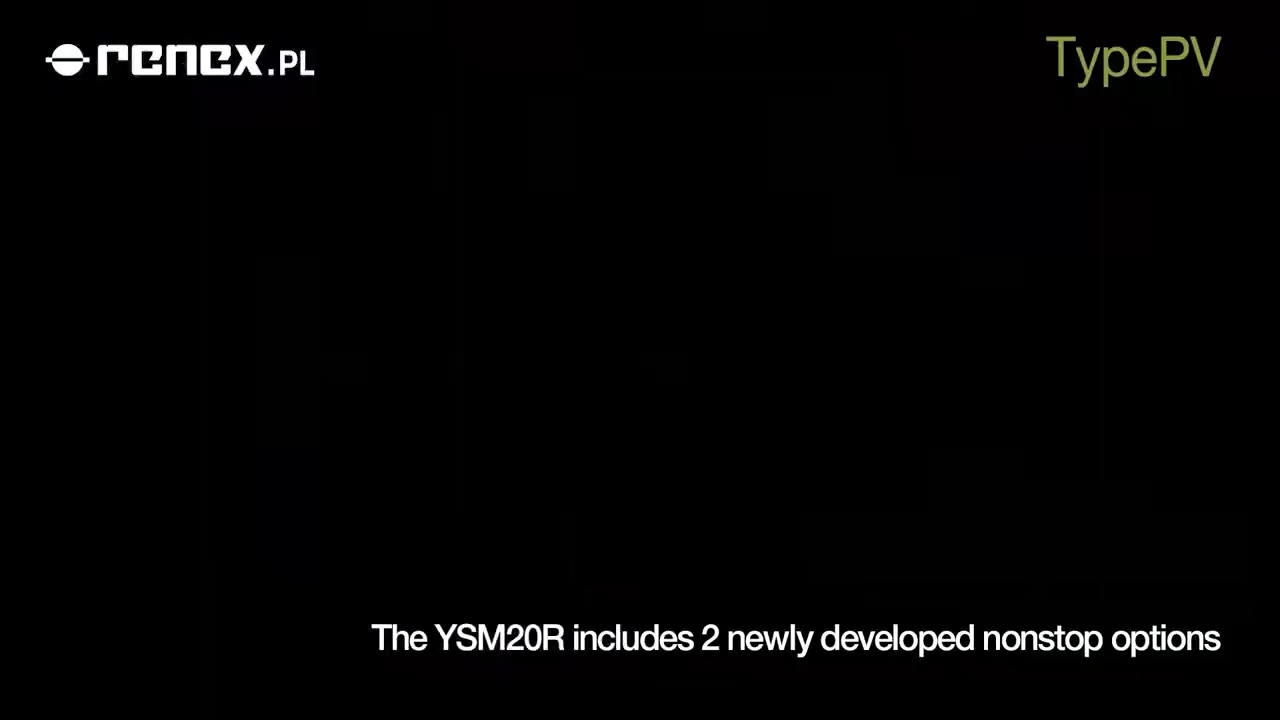 renex.PL
TypePV
The YSM20R includes 2 newly developed nonstop options